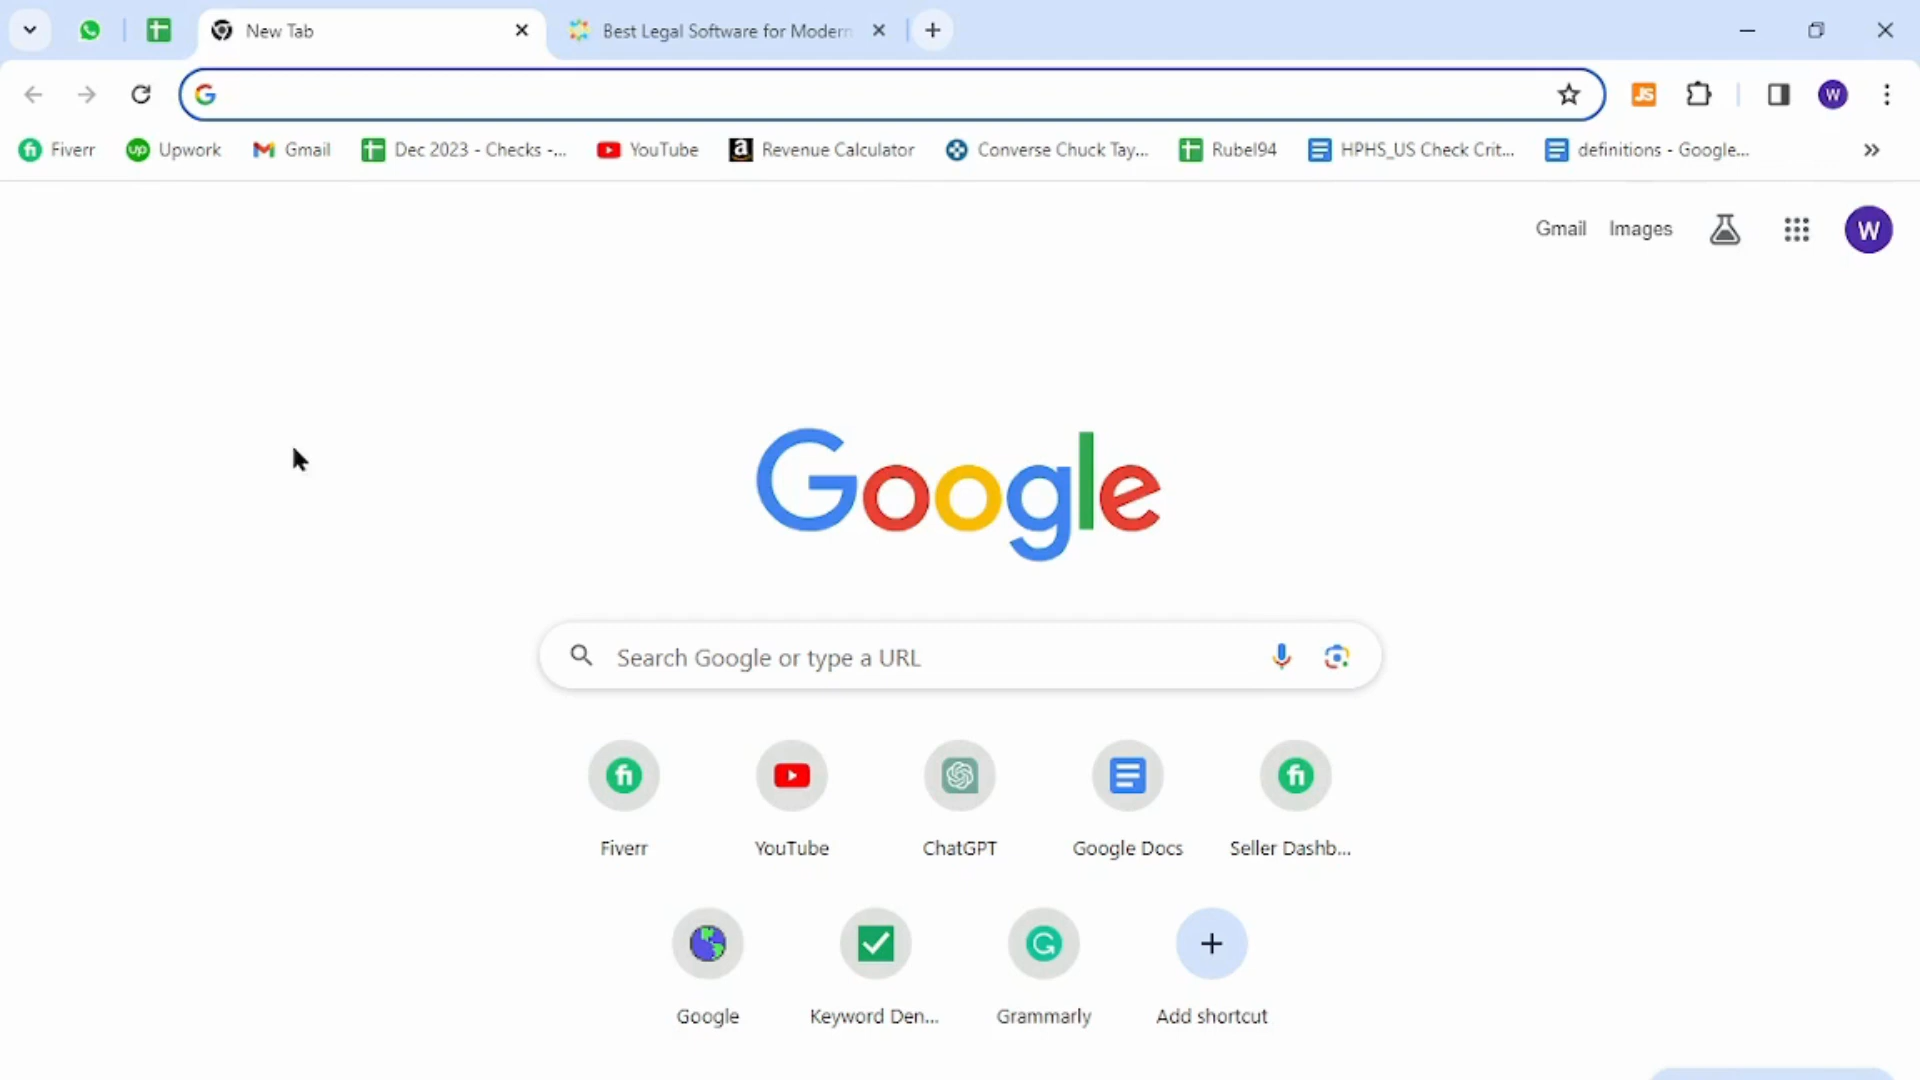 New Tab
Best Legal Software for Modern
JS
W
Fiverr
Upwork
Gmail
Dec 2023 - Checks -...
YouTube
Revenue Calculator
Converse Chuck Tay...
Rubel94
HPHS_US Check Crit...
definitions - Google...
Gmail
Images
W
Google
Search Google or type a URL
Fiverr
YouTube
ChatGPT
Google Docs
Seller Dashb...
Google
Keyword Den...
Grammarly
Add shortcut